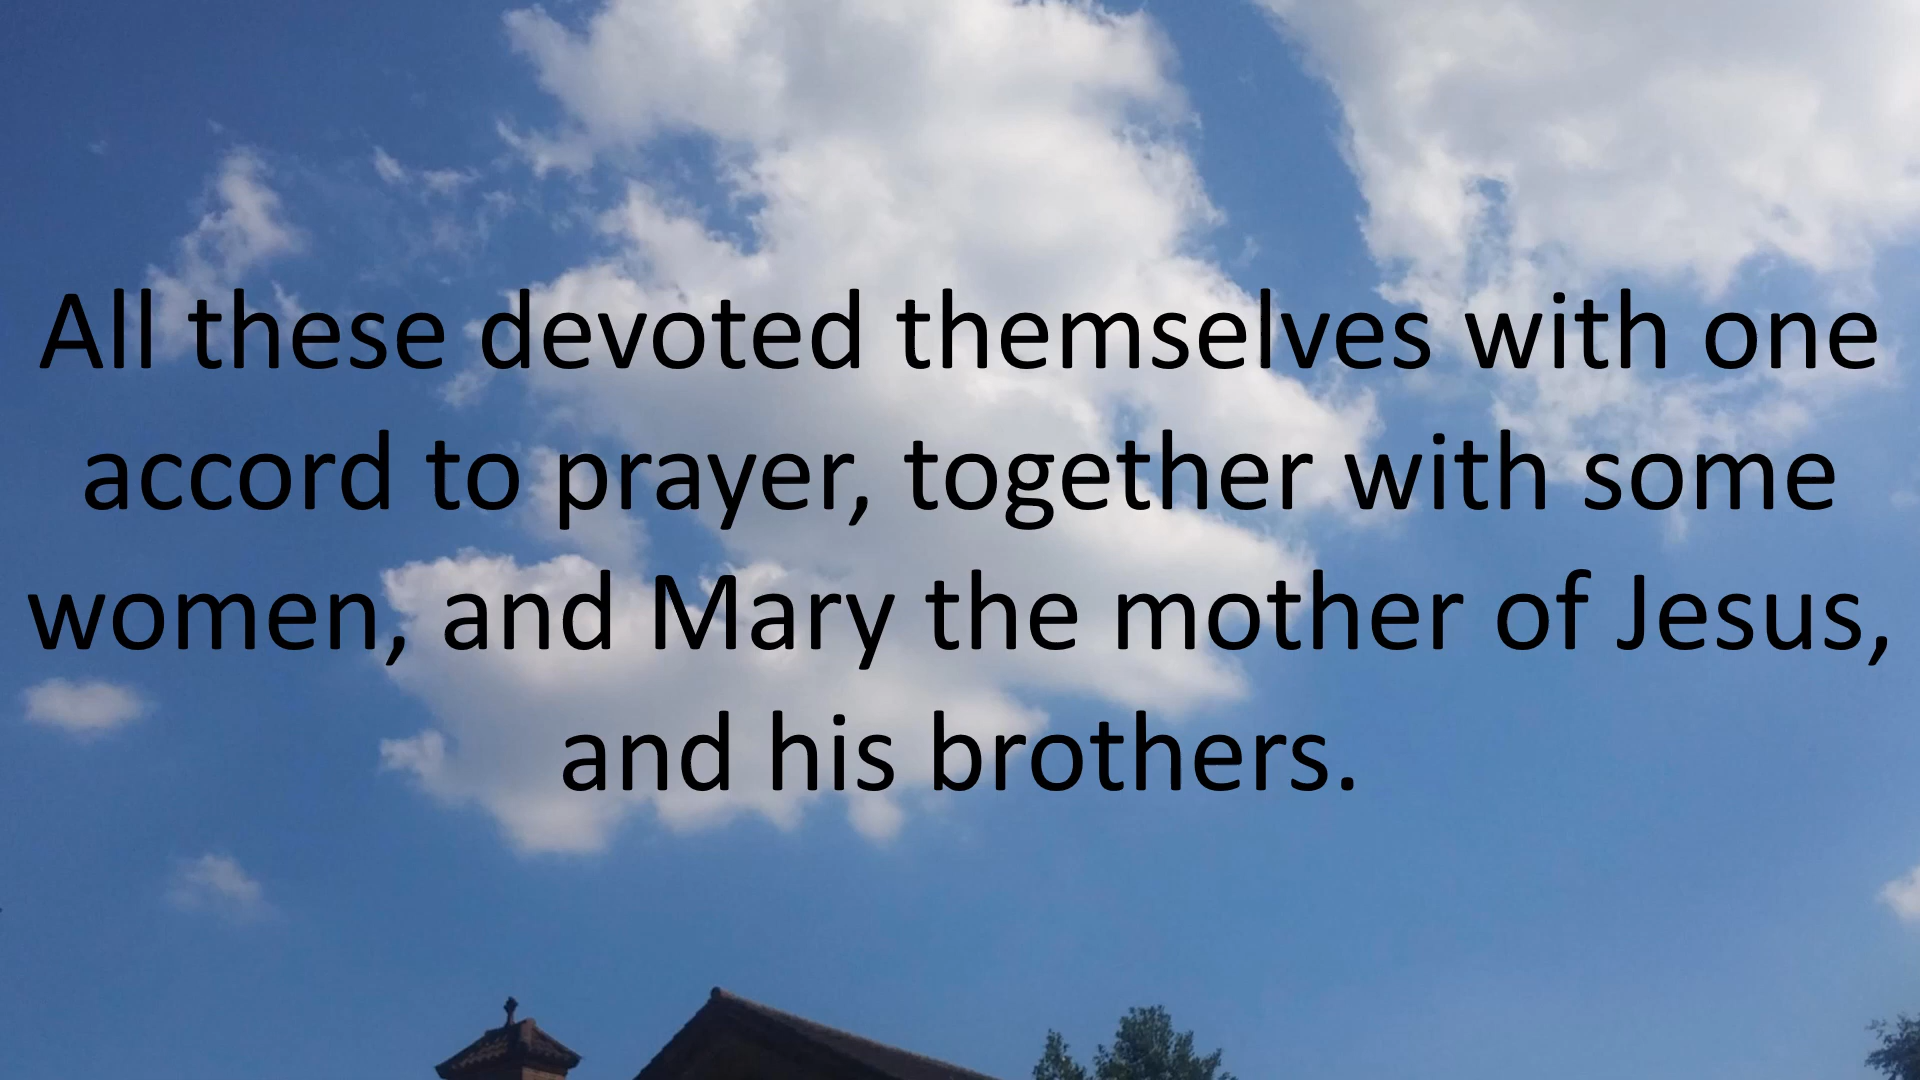 All these devoted themselves with one
accord to prayer, together with some
women, and Mary the mother of Jesus,
and his brothers.